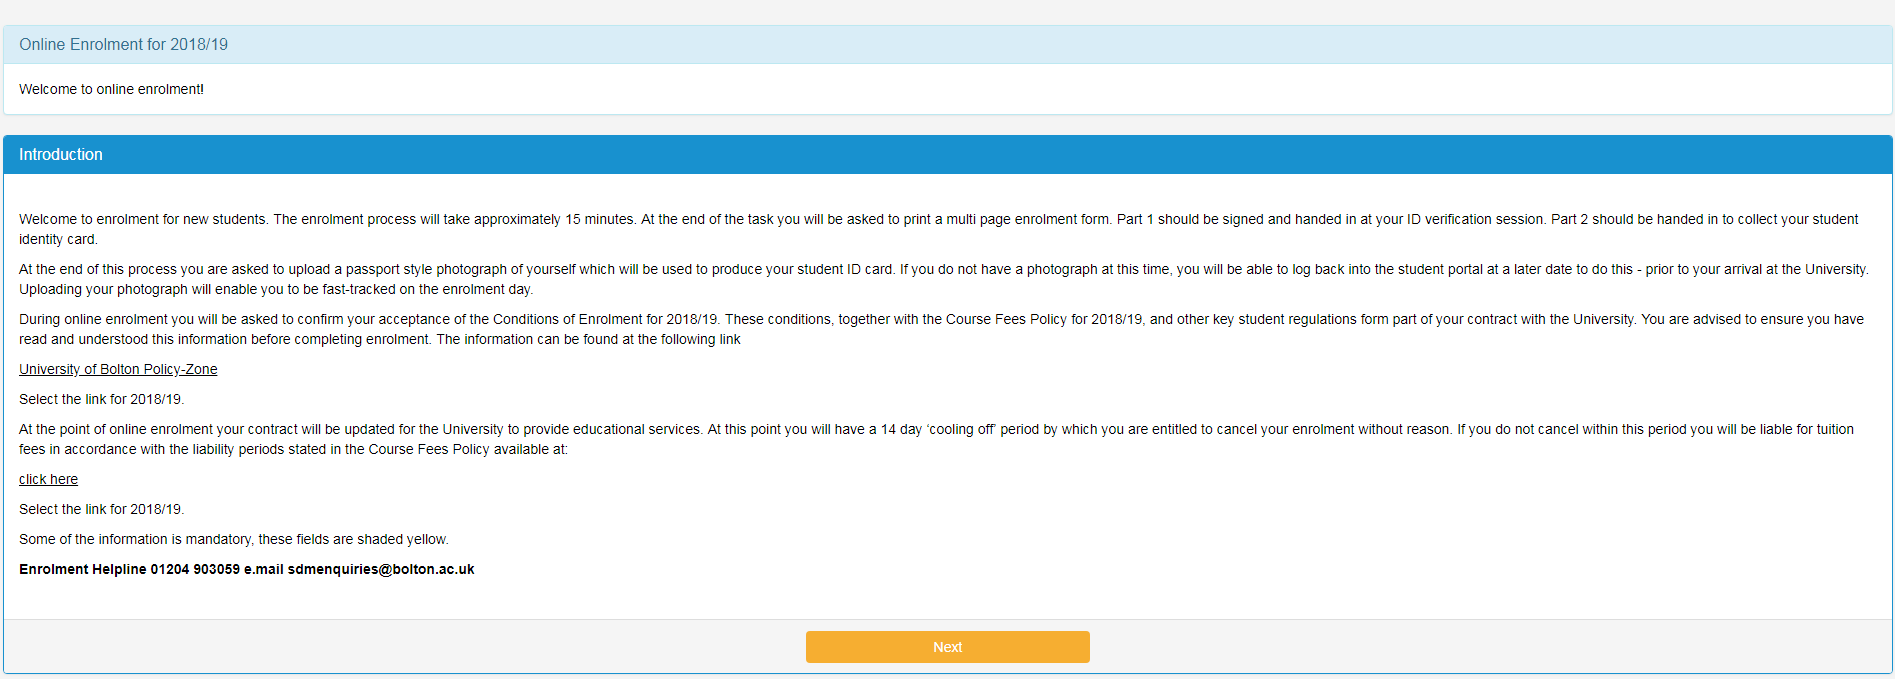 Online Enrolment for 2018/19
Welcome to online enrolment!
Introduction
Welcome to enrolment for new students. The enrolment process will take approximately 15 minutes. At the end of the task you will be asked to print a multi page enrolment form. Part 1 should be signed and handed in at your ID verification session. Part 2 should be handed in to collect your student
identity card.
At the end of this process you are asked to upload a passport style photograph of yourself which will be used to produce your student ID card. If you do not have a photograph at this time, you will be able to log back into the student portal at a later date to do this - prior to your arrival at the University.
Uploading your photograph will enable you to be fast-tracked on the enrolment day.
During online enrolment you will be asked to confirm your acceptance of the Conditions of Enrolment for 2018/19. These conditions, together with the Course Fees Policy for 2018/19, and other key student regulations form part of your contract with the University. You are advised to ensure you have
read and understood this information before completing enrolment. The information can be found at the following link
University of Bolton Policy-Zone
Select the link for 2018/19.
At the point of online enrolment your contract will be updated for the University to provide educational services. At this point you will have a 14 day ‘cooling off’ period by which you are entitled to cancel your enrolment without reason. If you do not cancel within this period you will be liable for tuition
fees in accordance with the liability periods stated in the Course Fees Policy available at:
click here
Select the link for 2018/19.
Some of the information is mandatory, these fields are shaded yellow.
Enrolment Helpline 01204 903059 e.mail sdmenquiries@bolton.ac.uk
Next